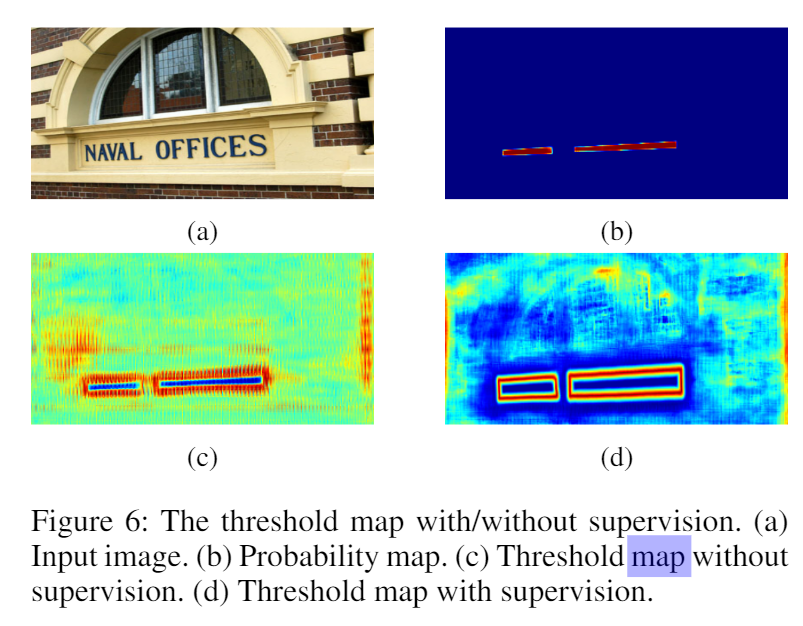 NAVAL OFFICES
(a)
(b)
(c)
(d)
Figure 6: The threshold map with/without supervision. (a)
Input image. (b) Probability map. (c) Threshold map without
supervision. (d) Threshold map with supervision.